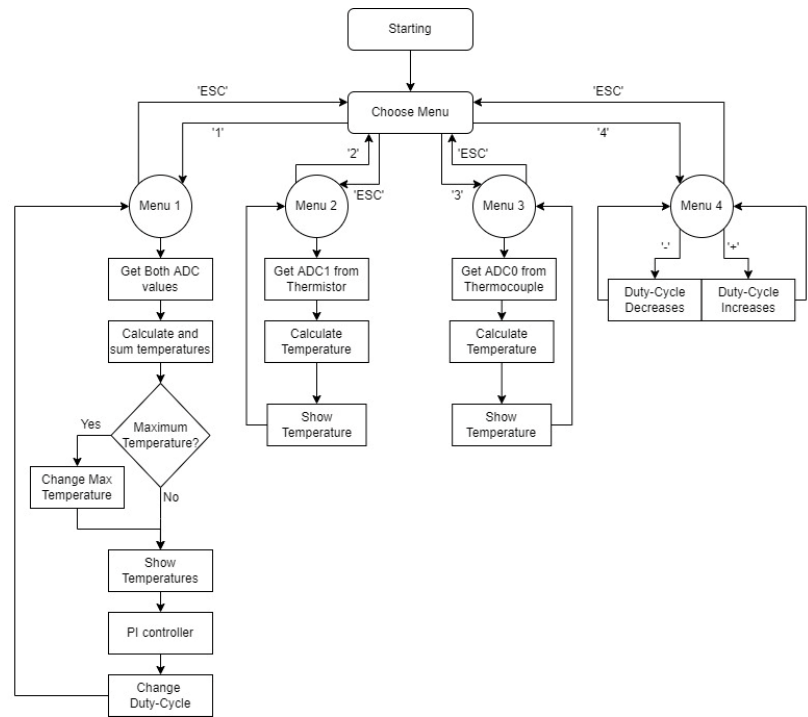 Starting
'ESC'
'ESC'
Choose Menu
'1'
'2'
'ESC'
'4'
'ESC'
'3'
Menu 1
Menu 2
Menu 3
Menu 4
'-'
'+'
Get Both ADC
values
Get ADC1 from
Thermistor
Get ADC0 from
Thermocouple
Duty-Cycle
Decreases
Duty-Cycle
Increases
Calculate and
sum temperatures
Calculate
Temperature
Calculate
Temperature
Yes
Maximum
Temperature?
Show
Temperature
Show
Temperature
Change Max
Temperature
No
Show
Temperatures
PI controller
Change
Duty-Cycle